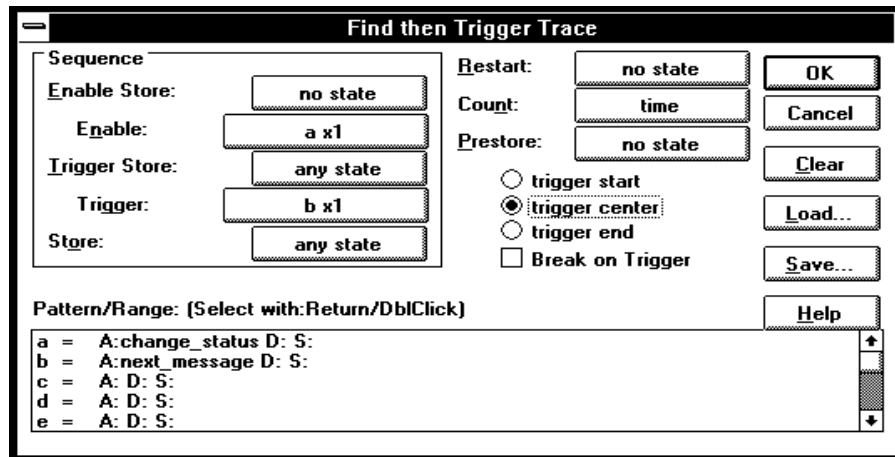 Find then Trigger Trace
Sequence
Enable Store: no state
Enable: a x1
Trigger Store: any state
Trigger: b x1
Store: any state
Restart: no state
Count: time
Prestore: no state
trigger start
trigger center
trigger end
Break on Trigger
OK
Cancel
Clear
Load...
Save...
Help
Pattern/Range: (Select with:Return/DblClick)
a = A:change_status D: S:
b = A:next_message D: S:
c = A: D: S:
d = A: D: S:
e = A: D: S: